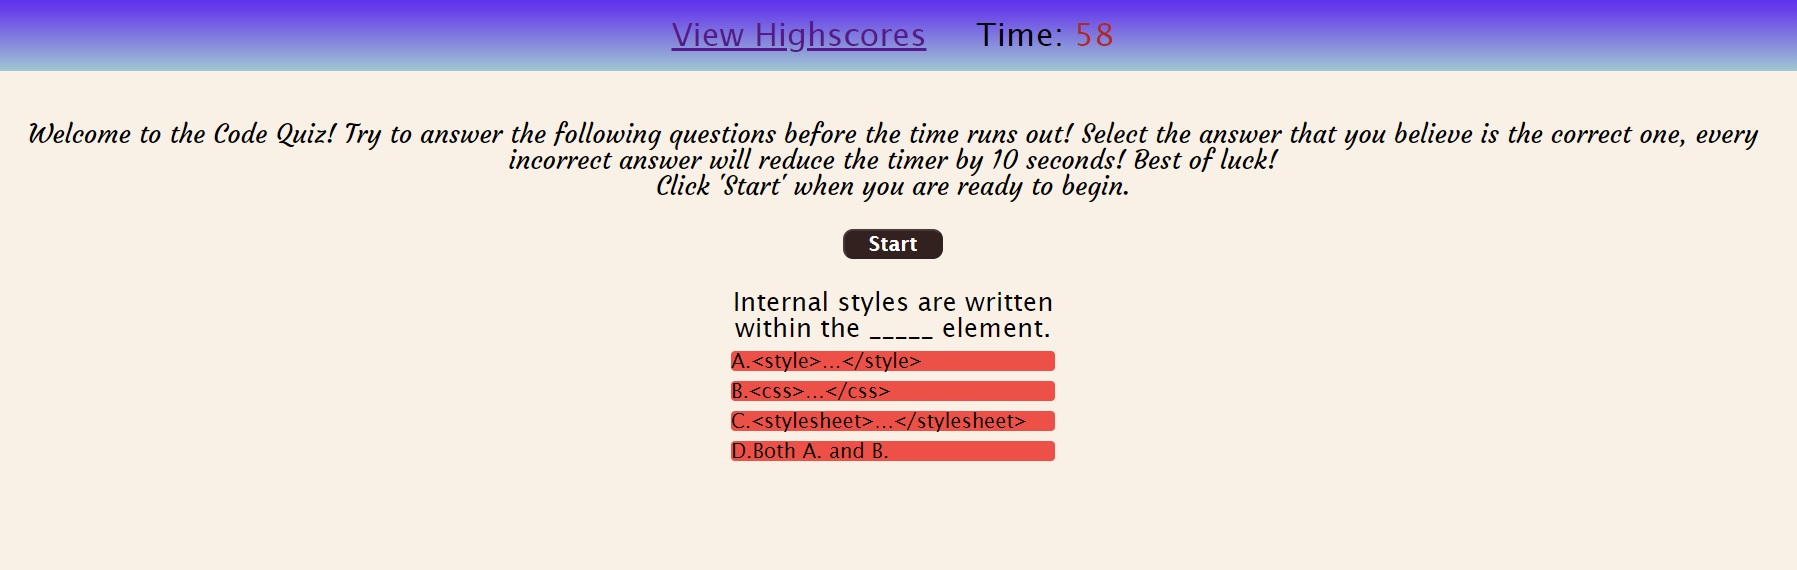 View Highscores Time: 58
Welcome to the Code Quiz! Try to answer the following questions before the time runs out! Select the answer that you believe is the correct one, every
incorrect answer will reduce the timer by 10 seconds! Best of luck!
Click 'Start' when you are ready to begin.
Start
Internal styles are written
within the _____ element.
A.<style>...</style>
B.<css>...</css>
C.<stylesheet>...</stylesheet>
D.Both A. and B.